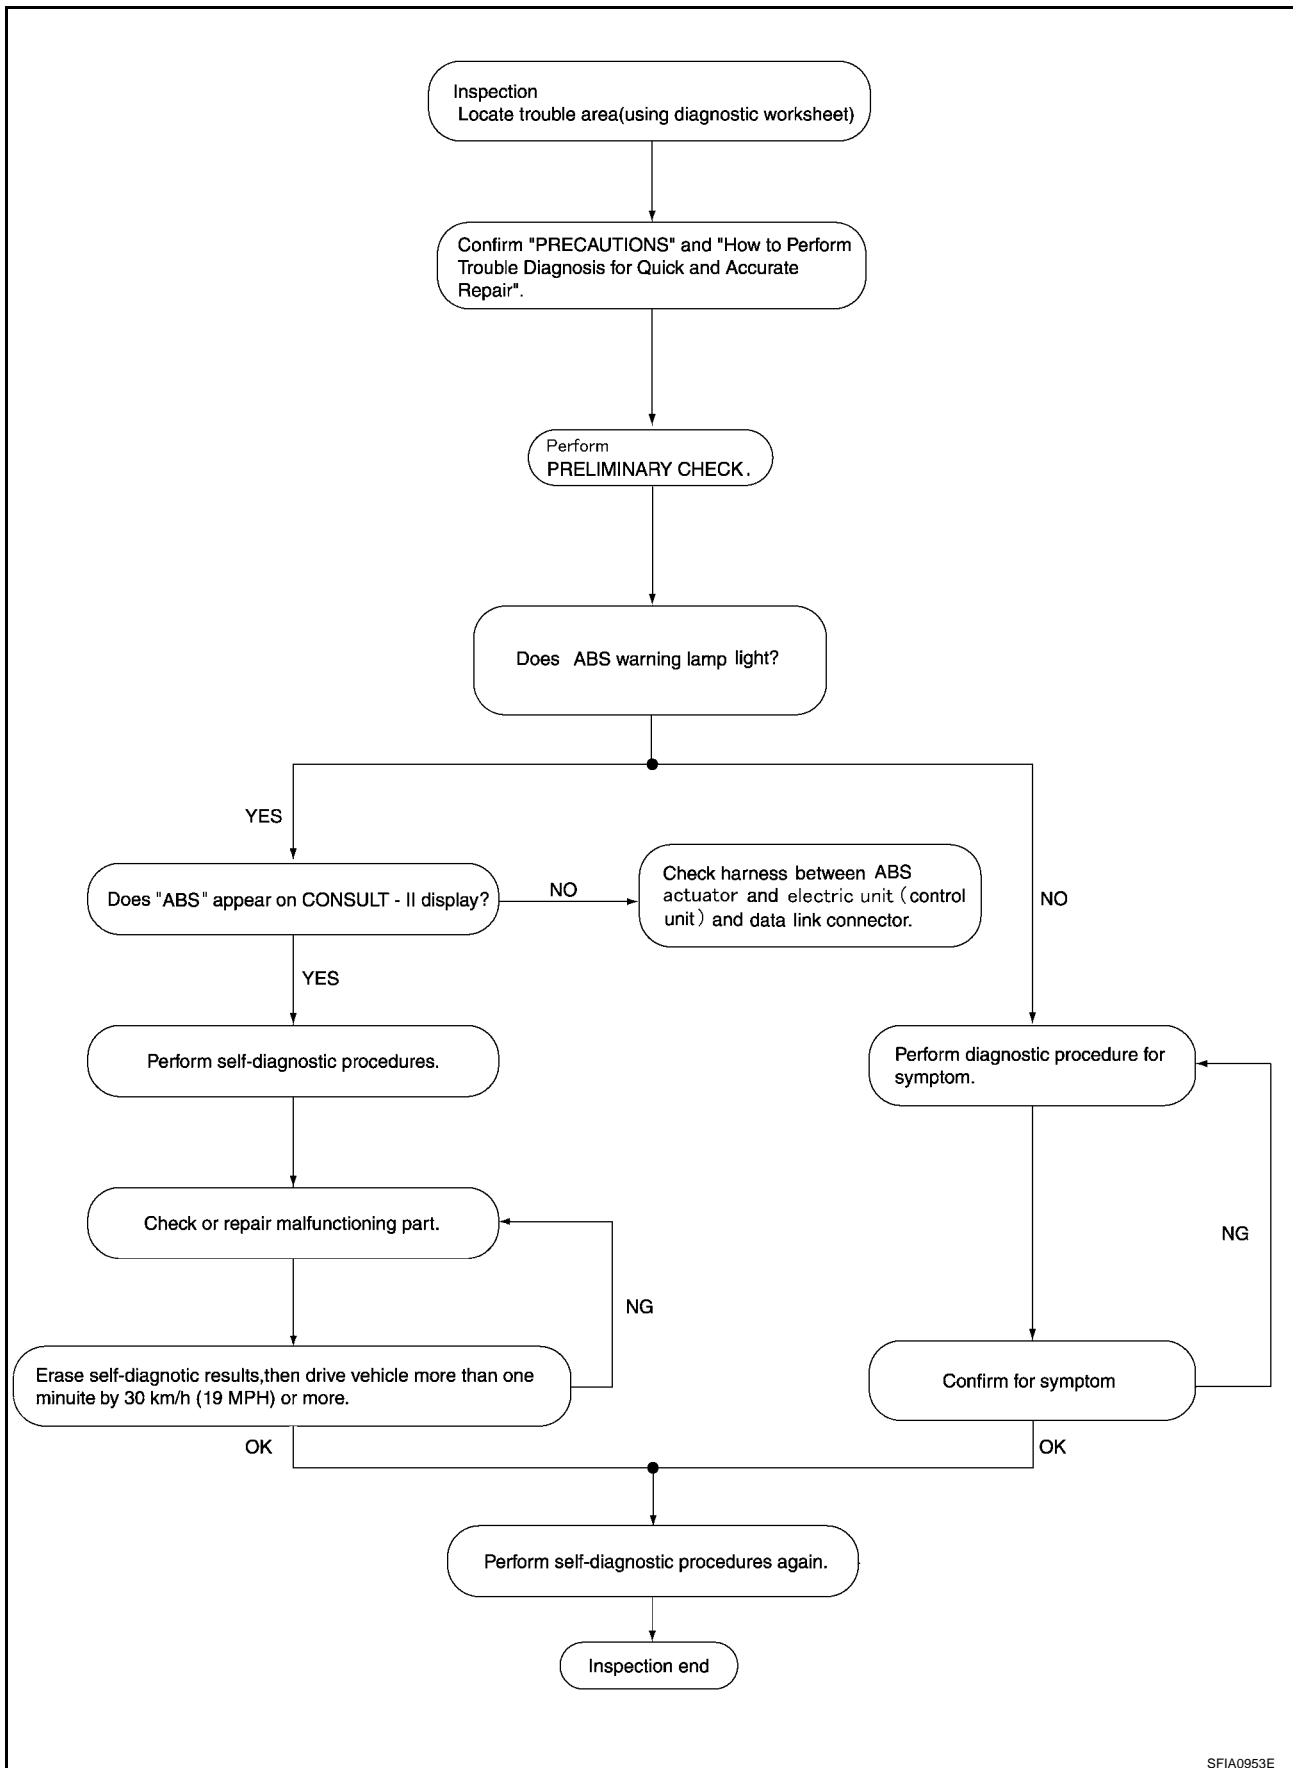 Inspection
Locate trouble area(using diagnostic worksheet)
Confirm "PRECAUTIONS" and "How to Perform
Trouble Diagnosis for Quick and Accurate
Repair".
Perform
PRELIMINARY CHECK.
Does ABS warning lamp light?
YES
NO
Does "ABS" appear on CONSULT - II display?
NO
Check harness between ABS
actuator and electric unit (control
unit) and data link connector.
YES
Perform self-diagnostic procedures.
Perform diagnostic procedure for
symptom.
Check or repair malfunctioning part.
NG
NG
Erase self-diagnotic results,then drive vehicle more than one
minuite by 30 km/h (19 MPH) or more.
Confirm for symptom
OK
OK
Perform self-diagnostic procedures again.
Inspection end
SFIA0953E